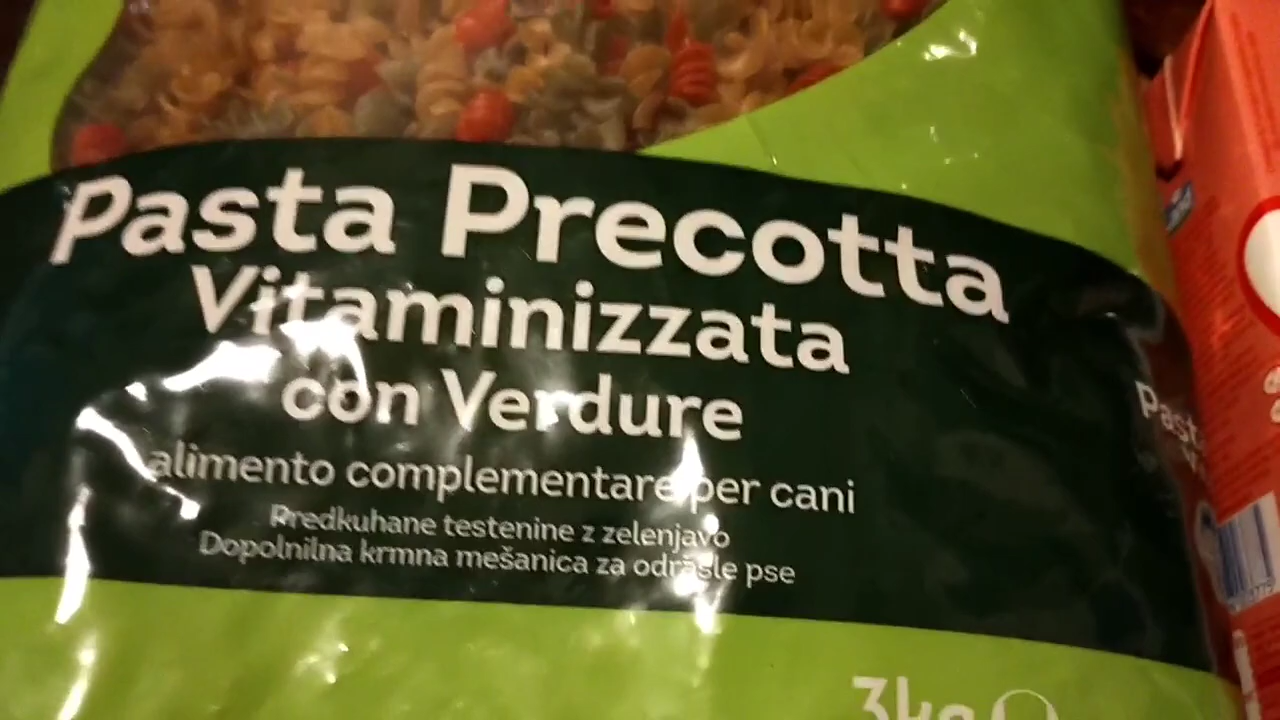 Pasta Precotta
Vitaminizzata
con Verdure
alimento complementare per cani
Predkuhane testenine z zelenjavo
Dopolnilna krmna mešanica za odrasle pse
3kg